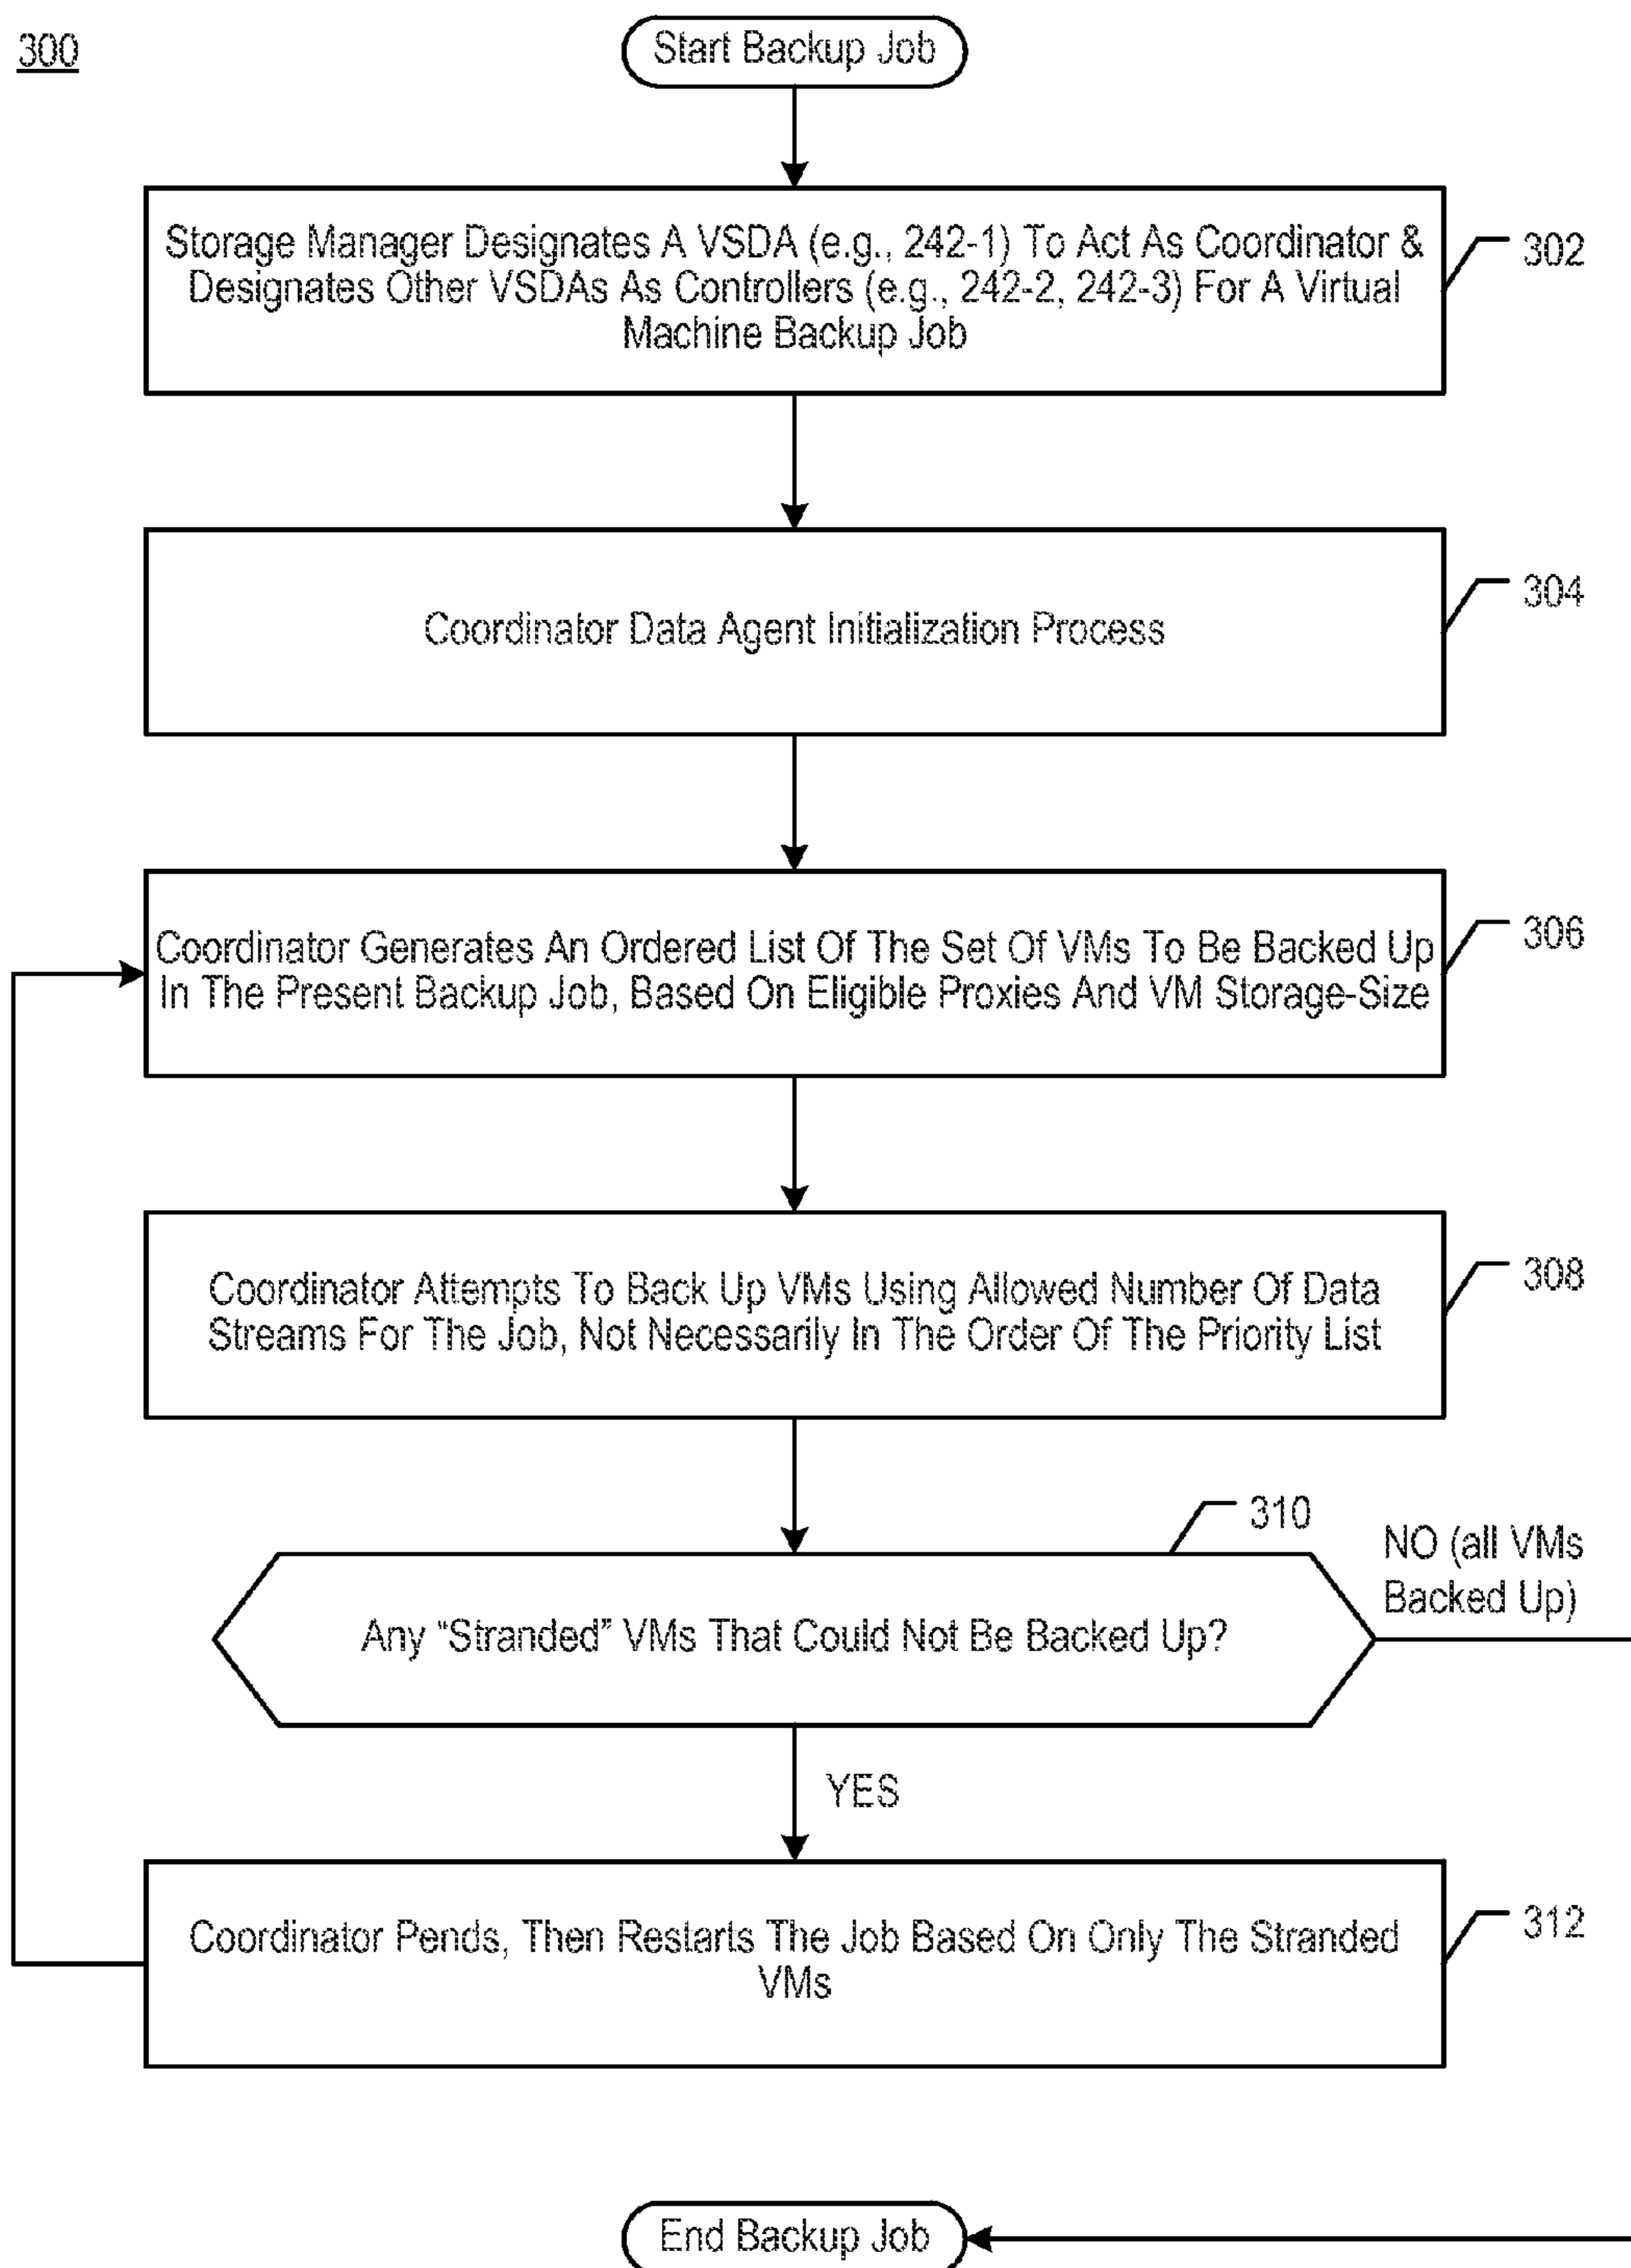 300
Start Backup Job
Storage Manager Designates A VSDA (e.g., 242-1) To Act As Coordinator &
Designates Other VSDAs As Controllers (e.g., 242-2, 242-3) For A Virtual
Machine Backup Job
302
Coordinator Data Agent Initialization Process
304
Coordinator Generates An Ordered List Of The Set Of VMs To Be Backed Up
In The Present Backup Job, Based On Eligible Proxies And VM Storage-Size
306
Coordinator Attempts To Back Up VMs Using Allowed Number Of Data
Streams For The Job, Not Necessarily In The Order Of The Priority List
308
310
NO (all VMs
Backed Up)
Any “Stranded” VMs That Could Not Be Backed Up?
YES
Coordinator Pends, Then Restarts The Job Based On Only The Stranded
VMs
312
End Backup Job